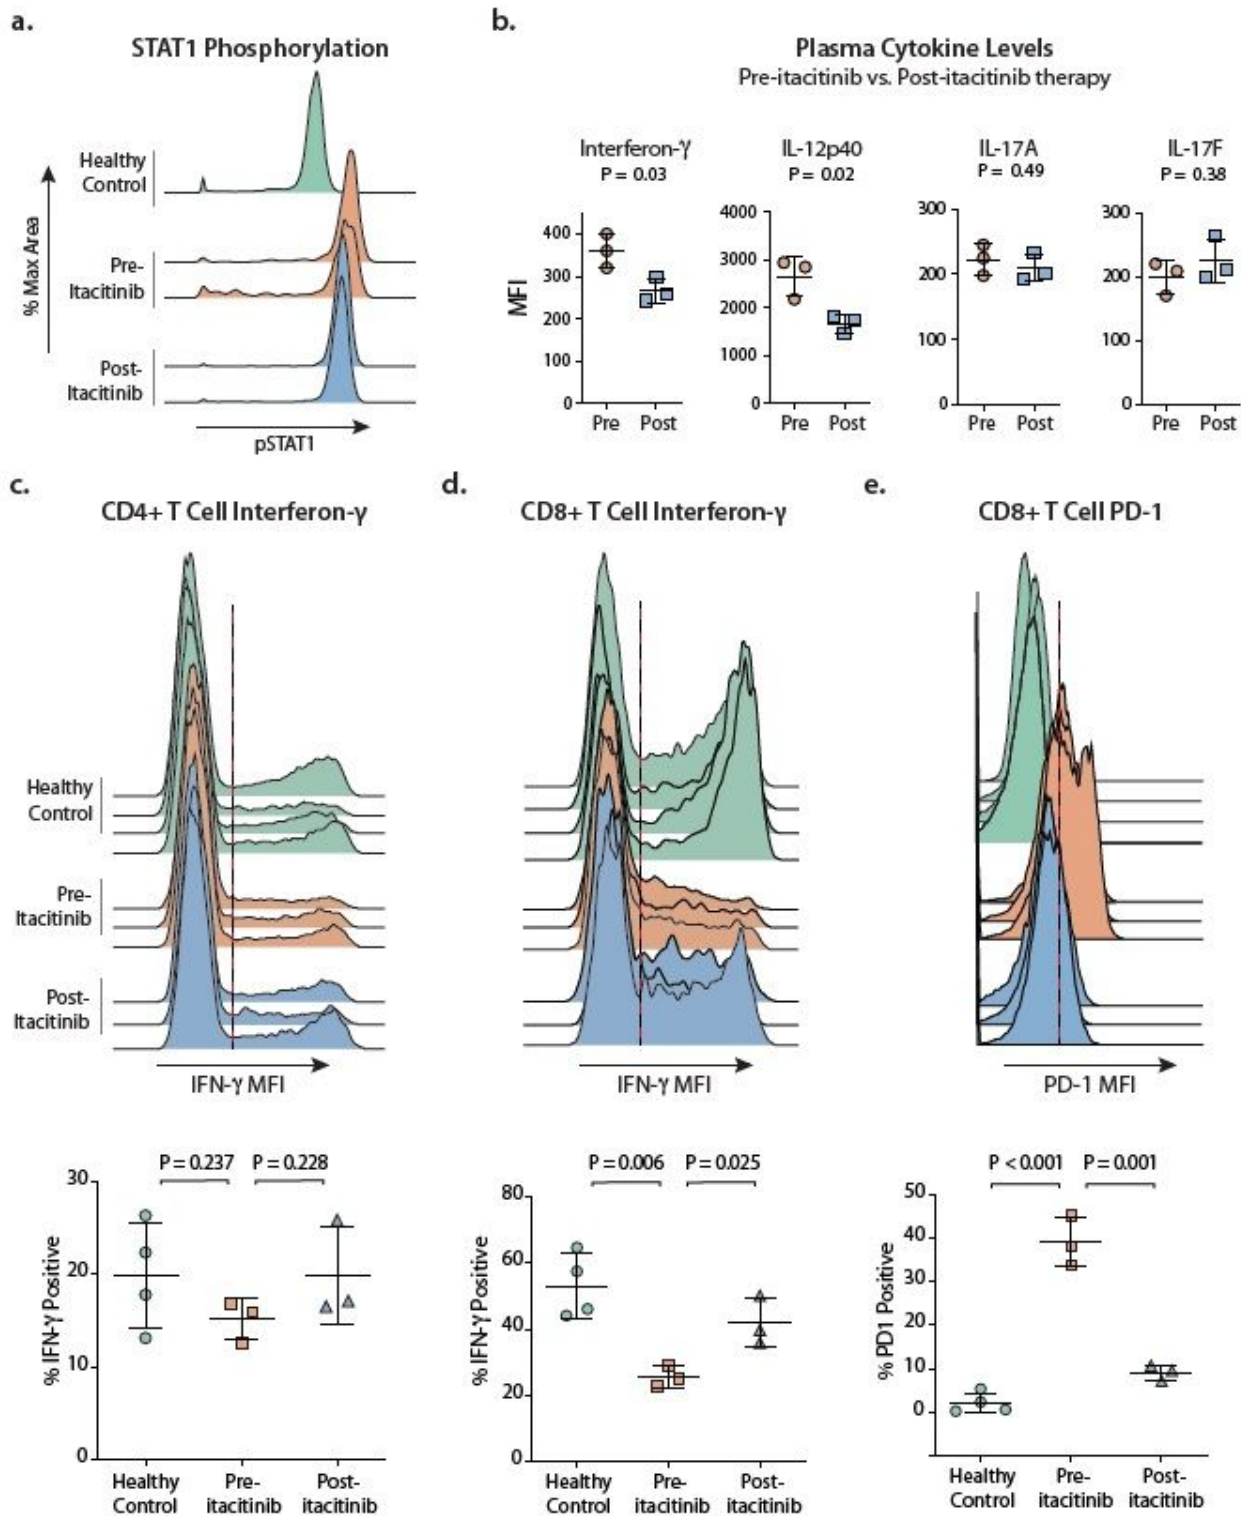 a.
STAT1 Phosphorylation
% Max Area
Healthy
Control
Pre-
Itacitinib
Post-
Itacitinib
pSTAT1
b.
Plasma Cytokine Levels
Pre-itacitinib vs. Post-itacitinib therapy
MFI
Interferon-γ
P = 0.03
400
300
200
100
0
Pre Post
IL-12p40
P = 0.02
4000
3000
2000
1000
0
Pre Post
IL-17A
P = 0.49
300
200
100
0
Pre Post
IL-17F
P = 0.38
300
200
100
0
Pre Post
c.
CD4+ T Cell Interferon-γ
Healthy
Control
Pre-
Itacitinib
Post-
Itacitinib
IFN-γ MFI
P = 0.237 P = 0.228
% IFN-γ Positive
30
20
10
0
Healthy
Control
Pre-
itacitinib
Post-
itacitinib
d.
CD8+ T Cell Interferon-γ
IFN-γ MFI
P = 0.006 P = 0.025
% IFN-γ Positive
80
60
40
20
0
Healthy
Control
Pre-
itacitinib
Post-
itacitinib
e.
CD8+ T Cell PD-1
PD-1 MFI
P < 0.001 P = 0.001
% PD1 Positive
50
40
30
20
10
0
Healthy
Control
Pre-
itacitinib
Post-
itacitinib